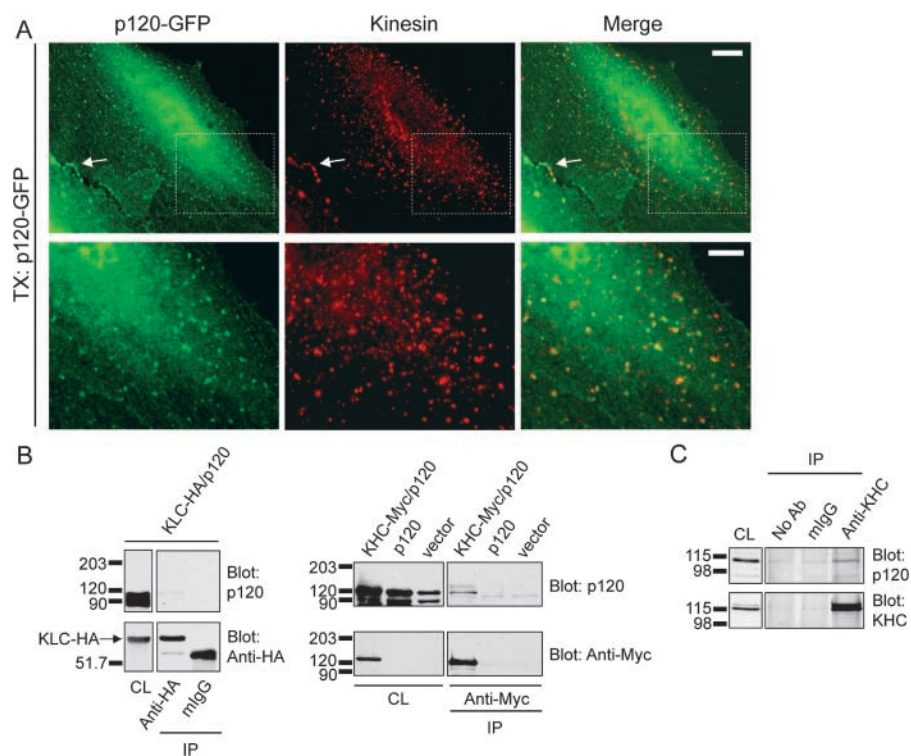 A
p120-GFP
Kinesin
Merge
TX: p120-GFP
B
KLC-HA/p120
203
120
90
Blot:
p120
KLC-HA
51.7
Blot:
Anti-HA
CL
Anti-HA
mIgG
IP
KHC-Myc/p120
p120
vector
KHC-Myc/p120
p120
vector
203
120
90
Blot: p120
203
120
90
Blot: Anti-Myc
CL
Anti-Myc
IP
C
IP
CL
No Ab
mIgG
Anti-KHC
115
98
Blot:
p120
115
98
Blot:
KHC